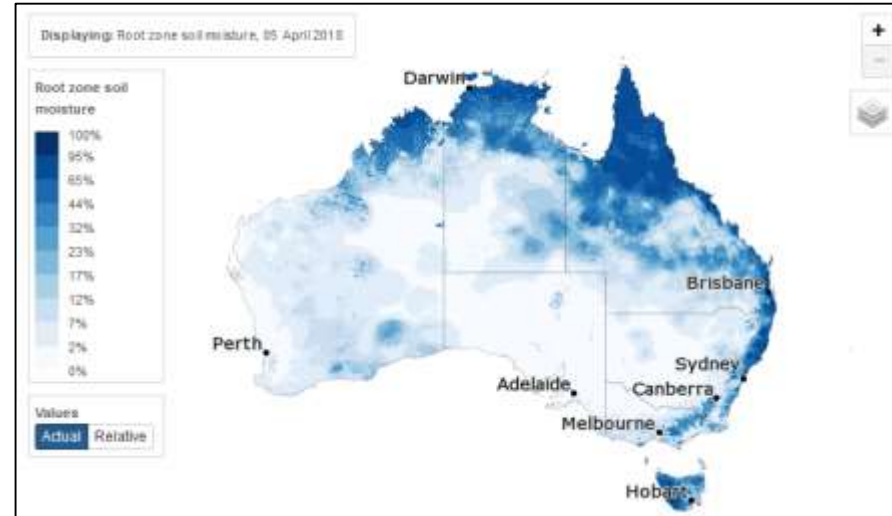 Displaying: Root zone soil moisture, 05 April 2018
+
−
Root zone soil
moisture
100%
95%
65%
44%
32%
23%
17%
12%
7%
2%
0%
Values
Actual Relative
Darwin
Brisbane
Perth
Sydney
Adelaide
Canberra
Melbourne
Hobart